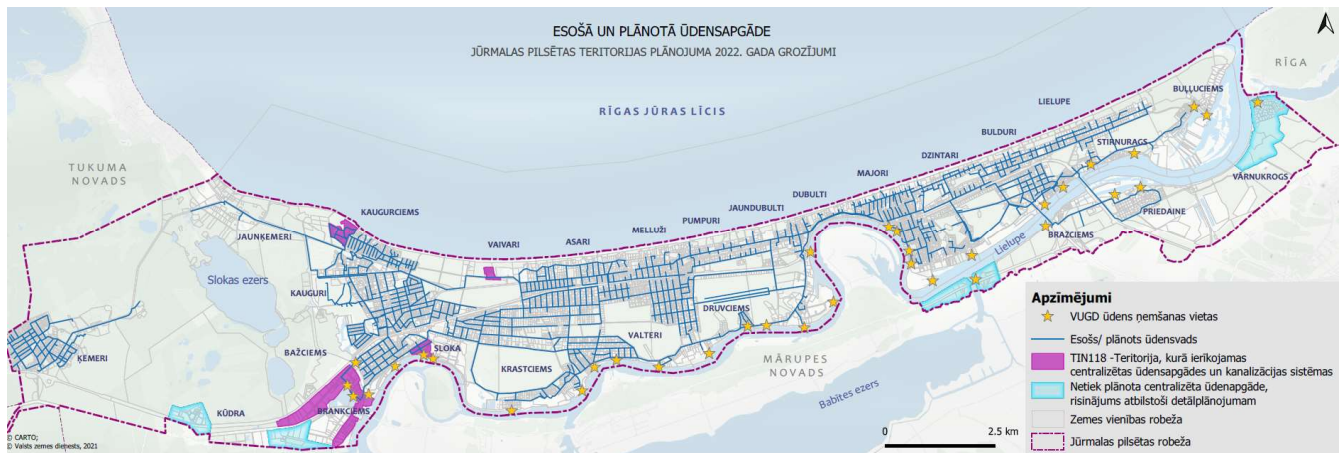 ESOŠĀ UN PLĀNOTĀ ŪDENSAPGĀDE
JŪRMALAS PILSĒTAS TERITORIJAS PLĀNOJUMA 2022. GADA GROZĪJUMI
RĪGA
BUĻĻUCIEMS
LIELUPE
RĪGAS JŪRAS LĪCIS
BULDURI
STIRNURAGS
DZINTARI
TUKUMA
NOVADS
MAJORI
VĀRNUKROGS
DUBULTI
JAUNDUBULTI
KAUGURCIEMS
PUMPURI
PRIEDAINE
MELLUŽI
BRAŽCIEMS
JAUNĶEMERI
VAIVARI
ASARI
Lielupe
Slokas ezers
KAUGURI
DRUVCIEMS
VALTERI
SLOKA
BAŽCIEMS
ĶEMERI
KRASTCIEMS
MĀRUPES
NOVADS
Babītes ezers
KŪDRA
BRANKCIEMS
Apzīmējumi
VUGD ūdens ņemšanas vietas
Esošs/ plānots ūdensvads
TIN118 -Teritorija, kurā ierīkojamas
centralizētas ūdensapgādes un kanalizācijas sistēmas
Netiek plānota centralizēta ūdenapgāde,
risinājums atbilstoši detālplānojumam
Zemes vienības robeža
Jūrmalas pilsētas robeža
0 2.5 km
© CARTO;
© Valsts zemes dienests, 2021